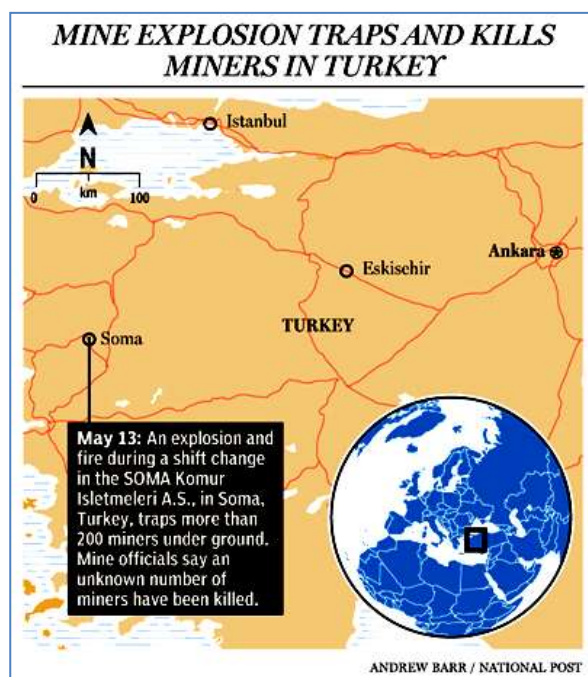 MINE EXPLOSION TRAPS AND KILLS
MINERS IN TURKEY
Istanbul
N
0 100
km
Ankara
Eskischir
TURKEY
Soma
May 13: An explosion and
fire during a shift change
in the SOMA Komur
Isletmeleri A.S., in Soma,
Turkey, traps more than
200 miners under ground.
Mine officials say an
unknown number of
miners have been killed.
ANDREW BARR / NATIONAL POST